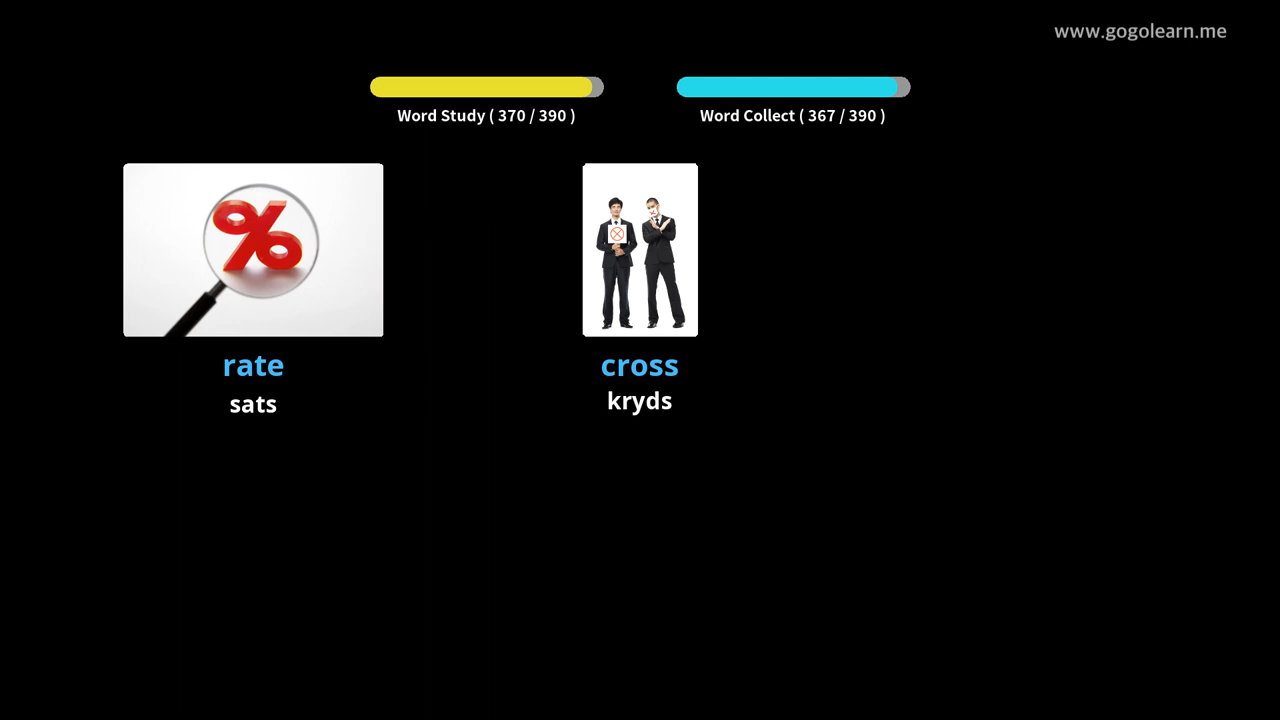 www.gogolearn.me
Word Study ( 370 / 390 )
Word Collect ( 367 / 390 )
%
rate
sats
cross
kryds